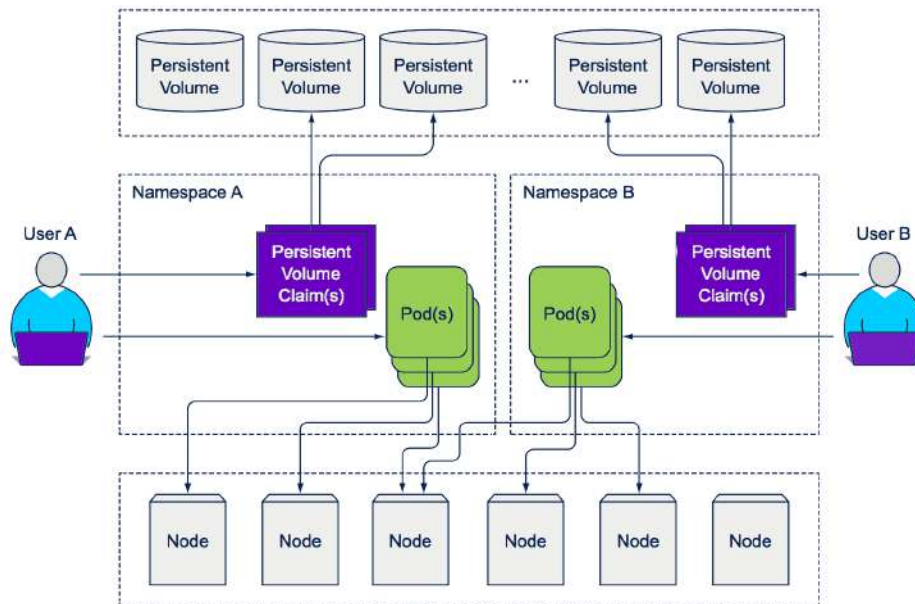 Persistent
Volume
Persistent
Volume
Persistent
Volume
...
Persistent
Volume
Persistent
Volume
Namespace A
Namespace B
User A
User B
Persistent
Volume
Claim(s)
Persistent
Volume
Claim(s)
Pod(s)
Pod(s)
Node
Node
Node
Node
Node
Node